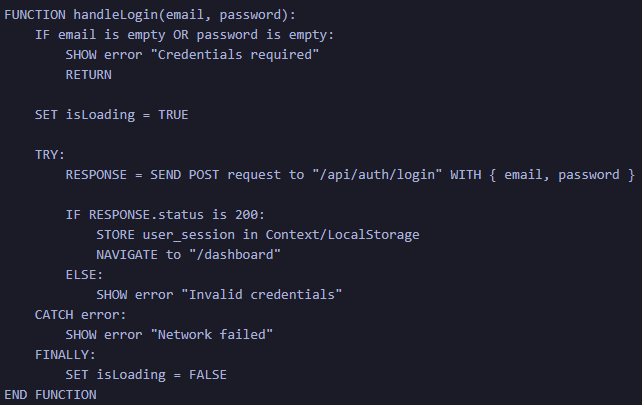 FUNCTION handleLogin(email, password):
    IF email is empty OR password is empty:
        SHOW error "Credentials required"
        RETURN

    SET isLoading = TRUE

    TRY:
        RESPONSE = SEND POST request to "/api/auth/login" WITH { email, password }

        IF RESPONSE.status is 200:
            STORE user_session in Context/LocalStorage
            NAVIGATE to "/dashboard"
        ELSE:
            SHOW error "Invalid credentials"
    CATCH error:
        SHOW error "Network failed"
    FINALLY:
        SET isLoading = FALSE
END FUNCTION